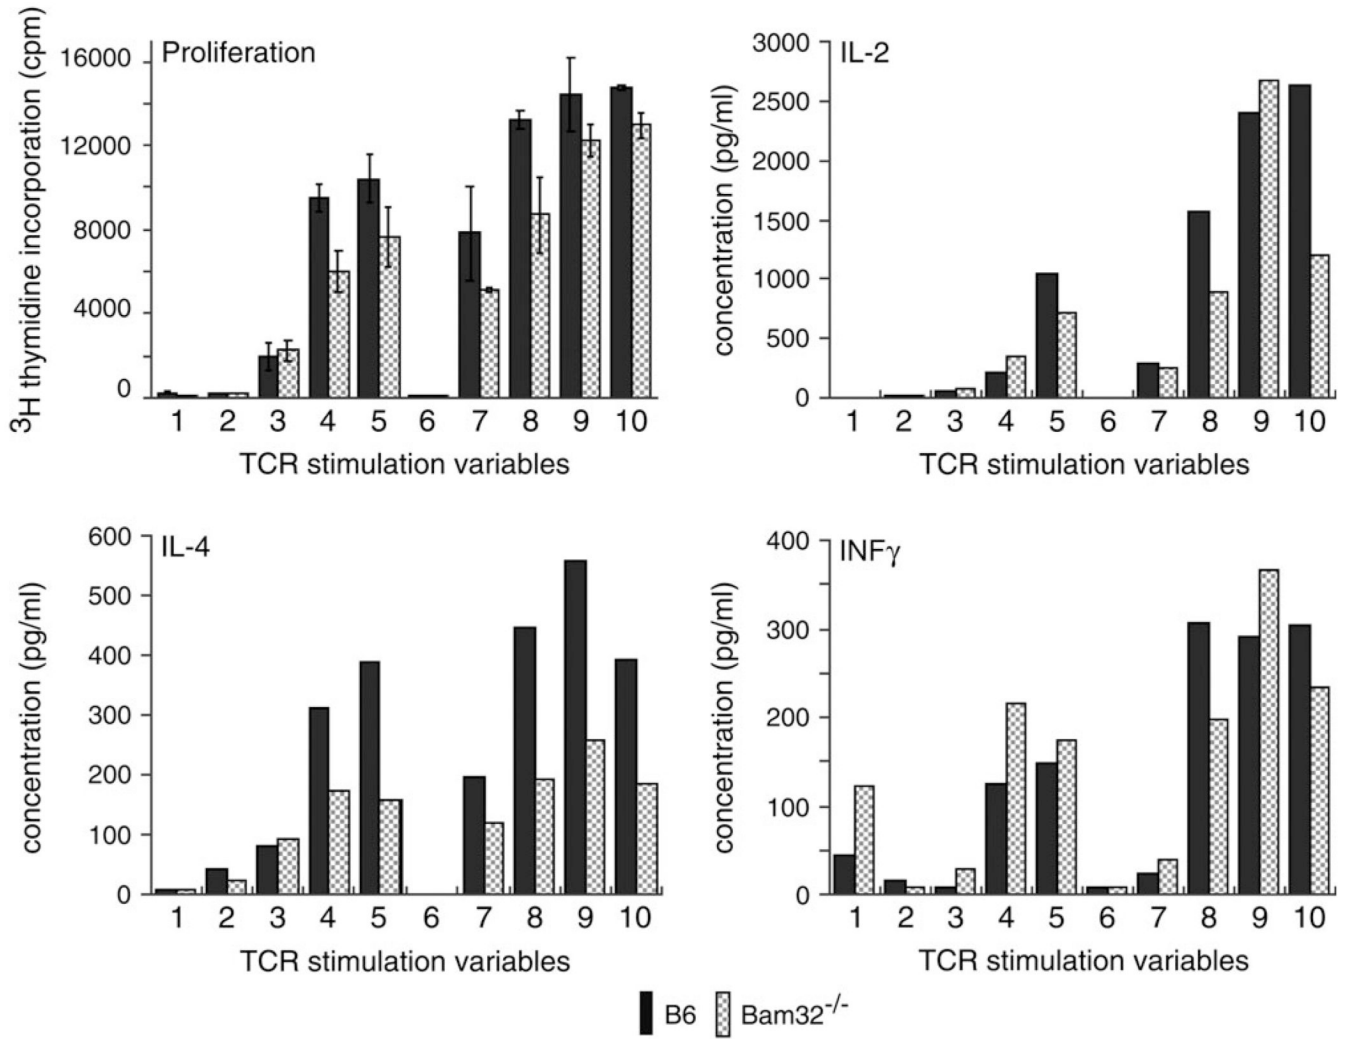 Proliferation
³H thymidine incorporation (cpm)
16000
12000
8000
4000
0
1 2 3 4 5 6 7 8 9 10
TCR stimulation variables
IL-2
concentration (pg/ml)
3000
2500
2000
1500
1000
500
0
1 2 3 4 5 6 7 8 9 10
TCR stimulation variables
IL-4
concentration (pg/ml)
600
500
400
300
200
100
0
1 2 3 4 5 6 7 8 9 10
TCR stimulation variables
INFγ
concentration (pg/ml)
400
300
200
100
0
1 2 3 4 5 6 7 8 9 10
TCR stimulation variables
B6 Bam32⁻/⁻